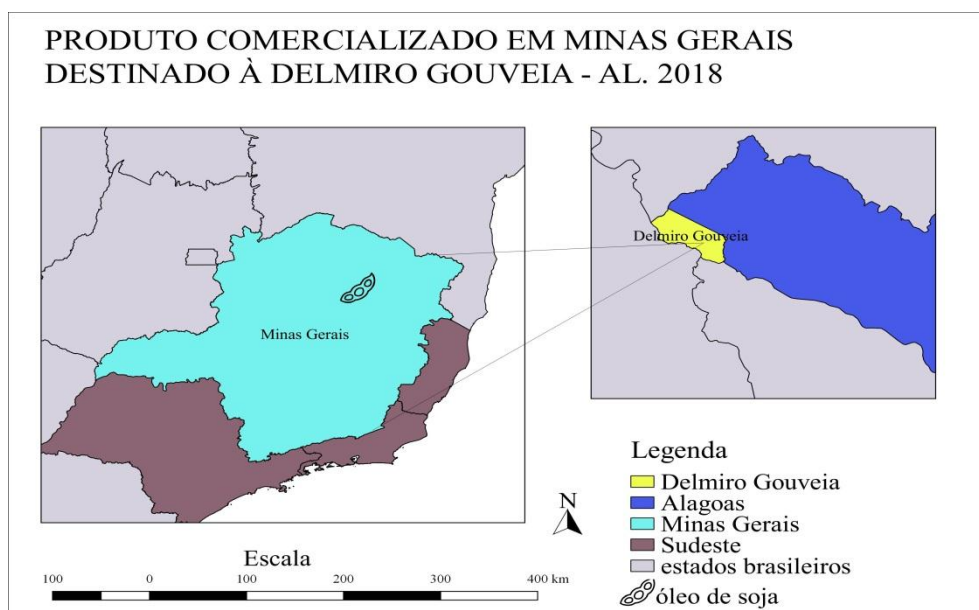 PRODUTO COMERCIALIZADO EM MINAS GERAIS
DESTINADO À DELMIRO GOUVEIA - AL. 2018
Minas Gerais
Delmiro Gouveia
Legenda
Delmiro Gouveia
Alagoas
Minas Gerais
Sudeste
estados brasileiros
óleo de soja
N
Escala
100 0 100 200 300 400 km